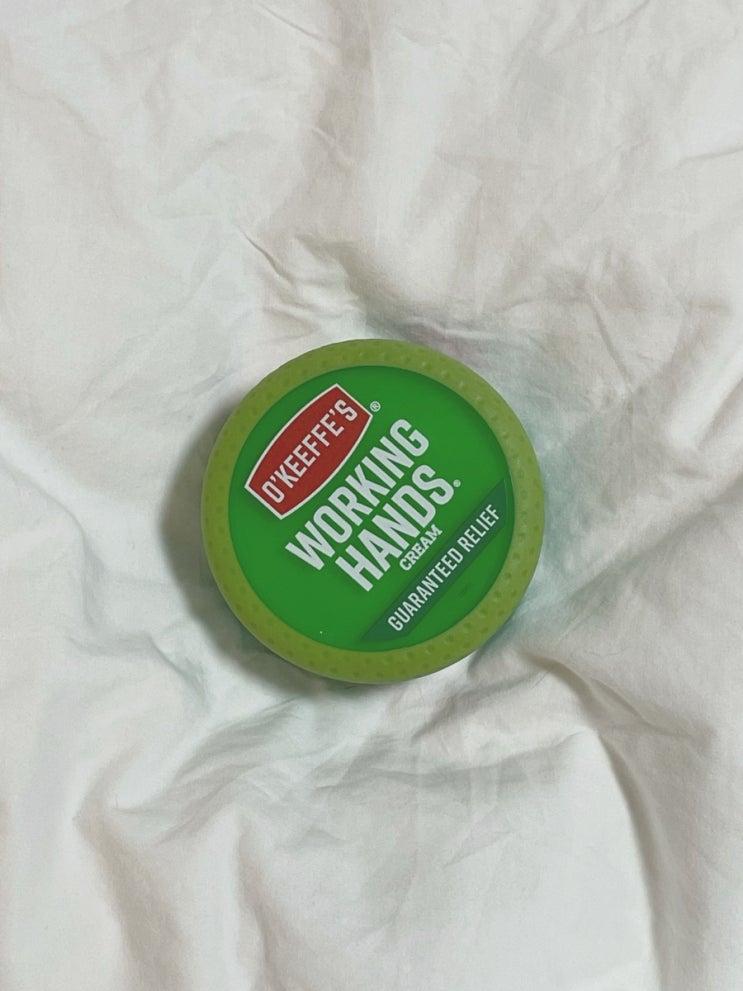 O'KEEFFE'S®
WORKING
HANDS®
CREAM
GUARANTEED RELIEF